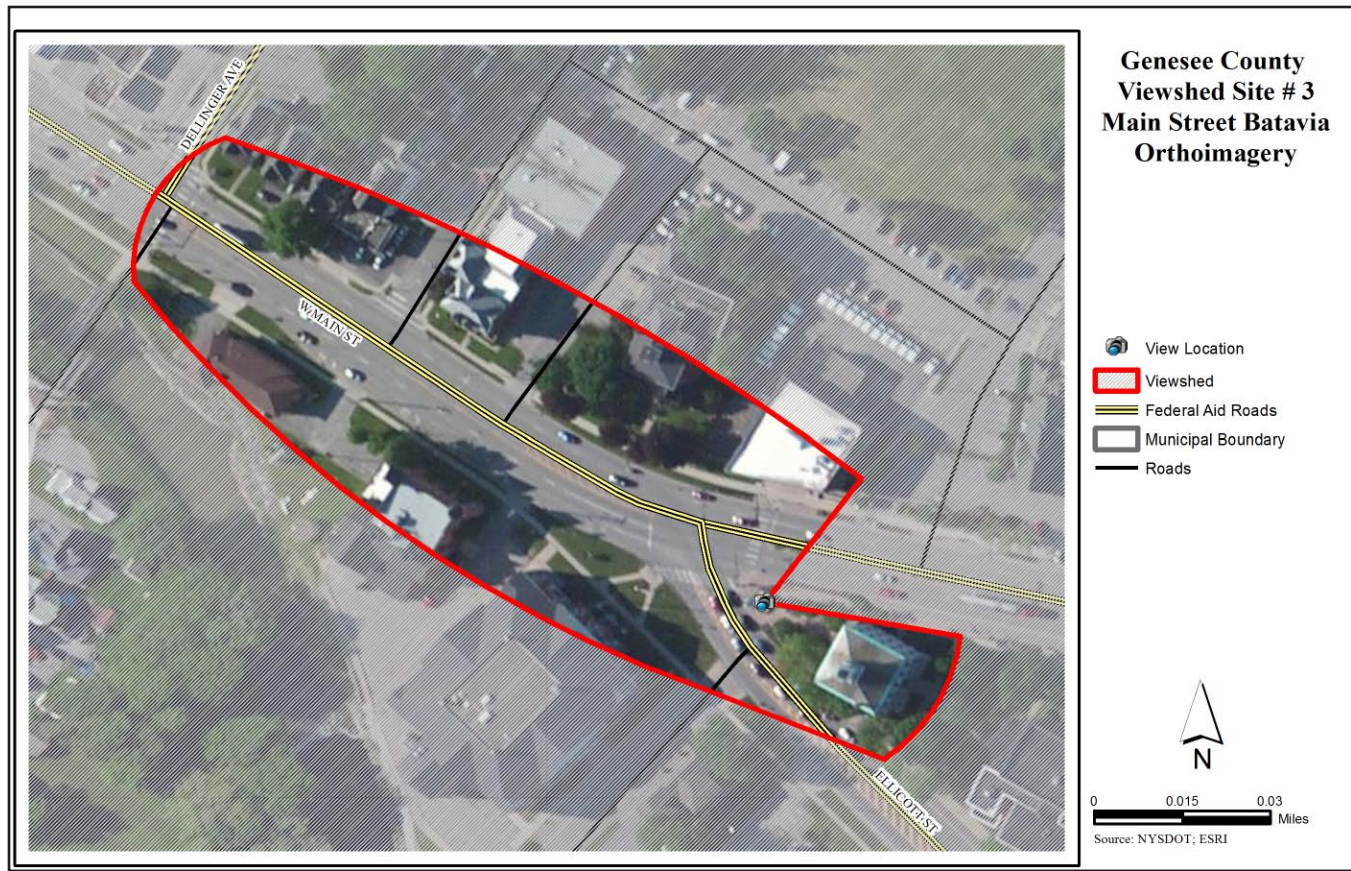 Genesee County
Viewshed Site # 3
Main Street Batavia
Orthoimagery
DELLINGER AVE
W MAIN ST
ELLICOTT ST
View Location
Viewshed
Federal Aid Roads
Municipal Boundary
Roads
N
0 0.015 0.03
Miles
Source: NYSDOT; ESRI